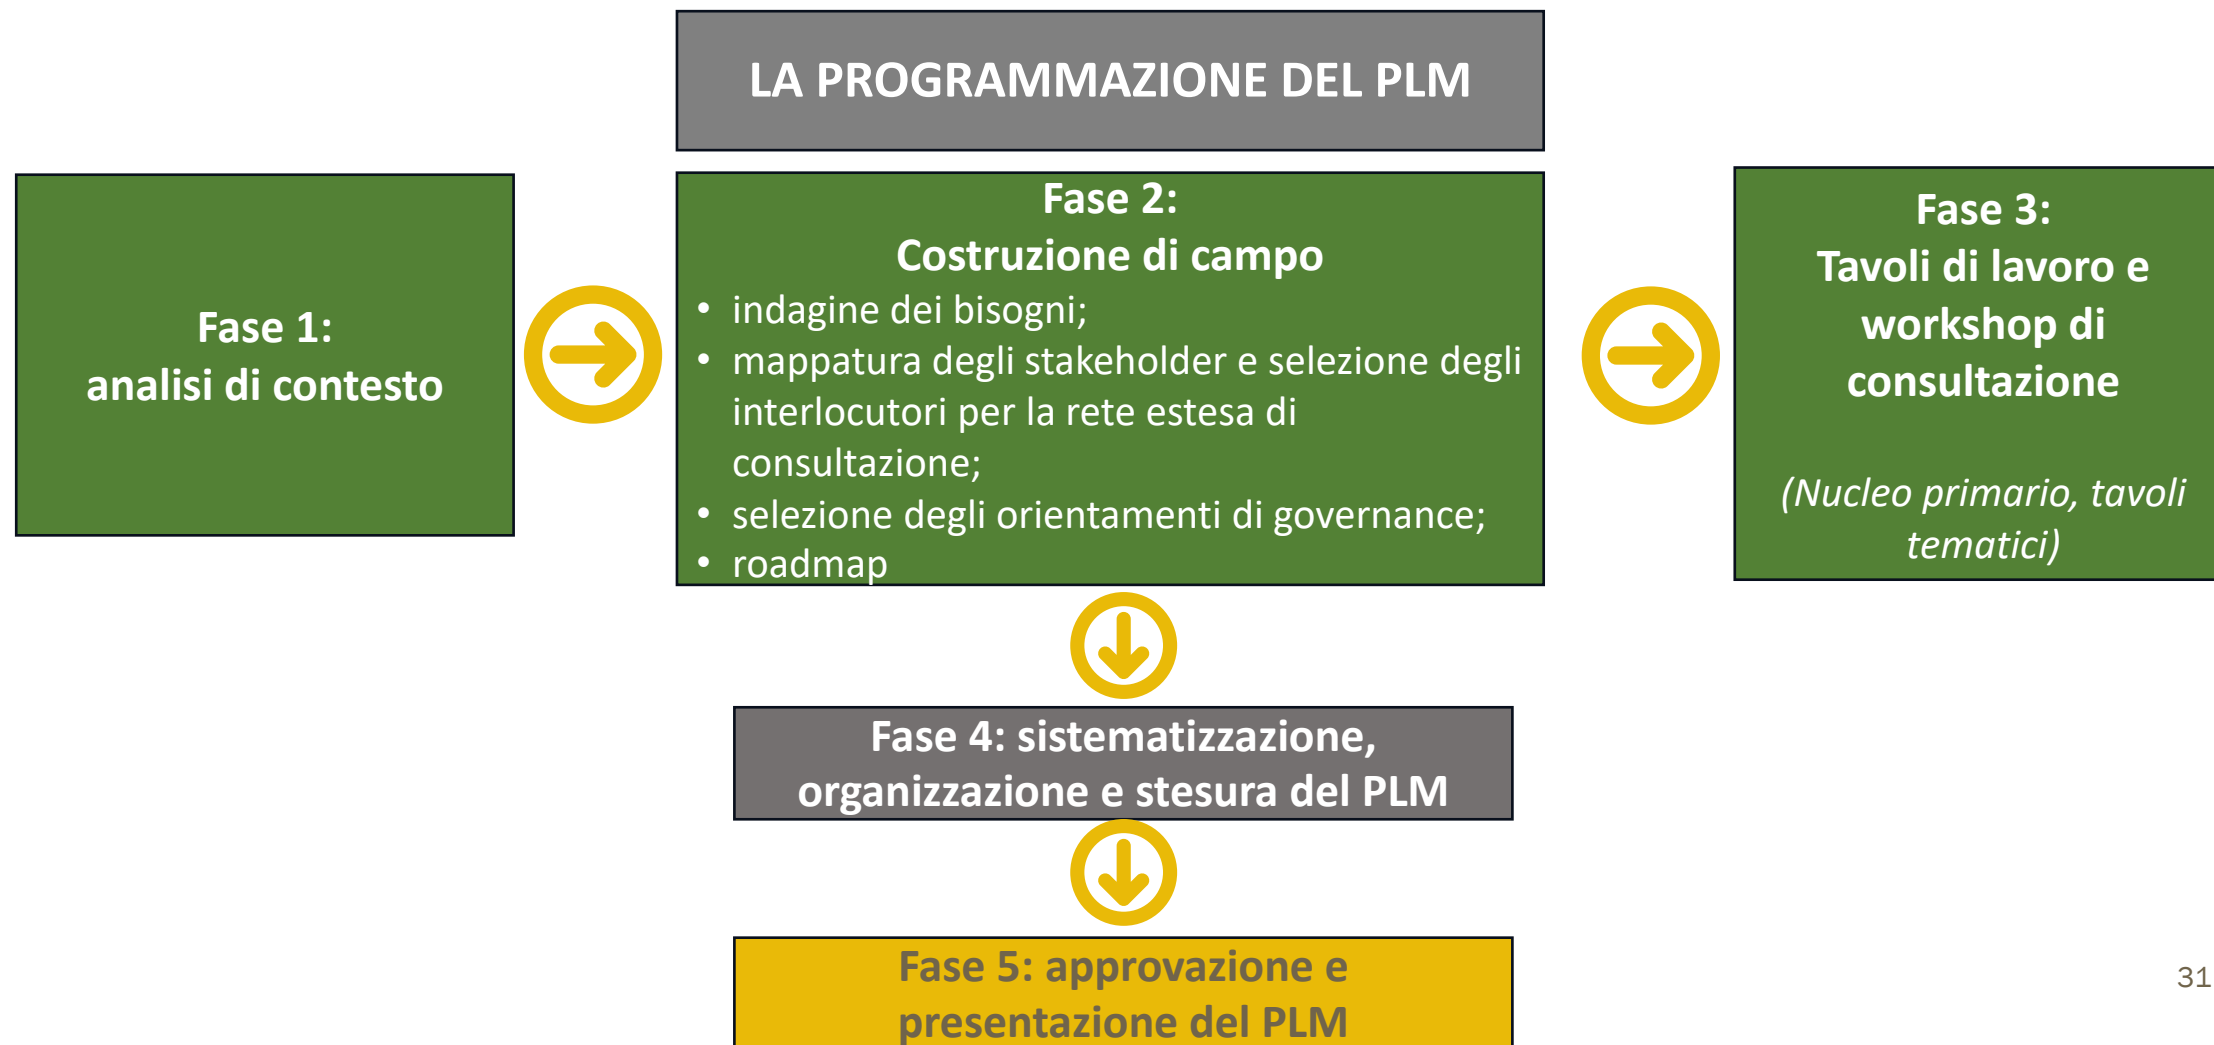 LA PROGRAMMAZIONE DEL PLM
Fase 1:
analisi di contesto
Fase 2:
Costruzione di campo
• indagine dei bisogni;
• mappatura degli stakeholder e selezione degli
interlocutori per la rete estesa di
consultazione;
• selezione degli orientamenti di governance;
• roadmap
Fase 3:
Tavoli di lavoro e
workshop di
consultazione
(Nucleo primario, tavoli
tematici)
Fase 4: sistematizzazione,
organizzazione e stesura del PLM
Fase 5: approvazione e
presentazione del PLM
31